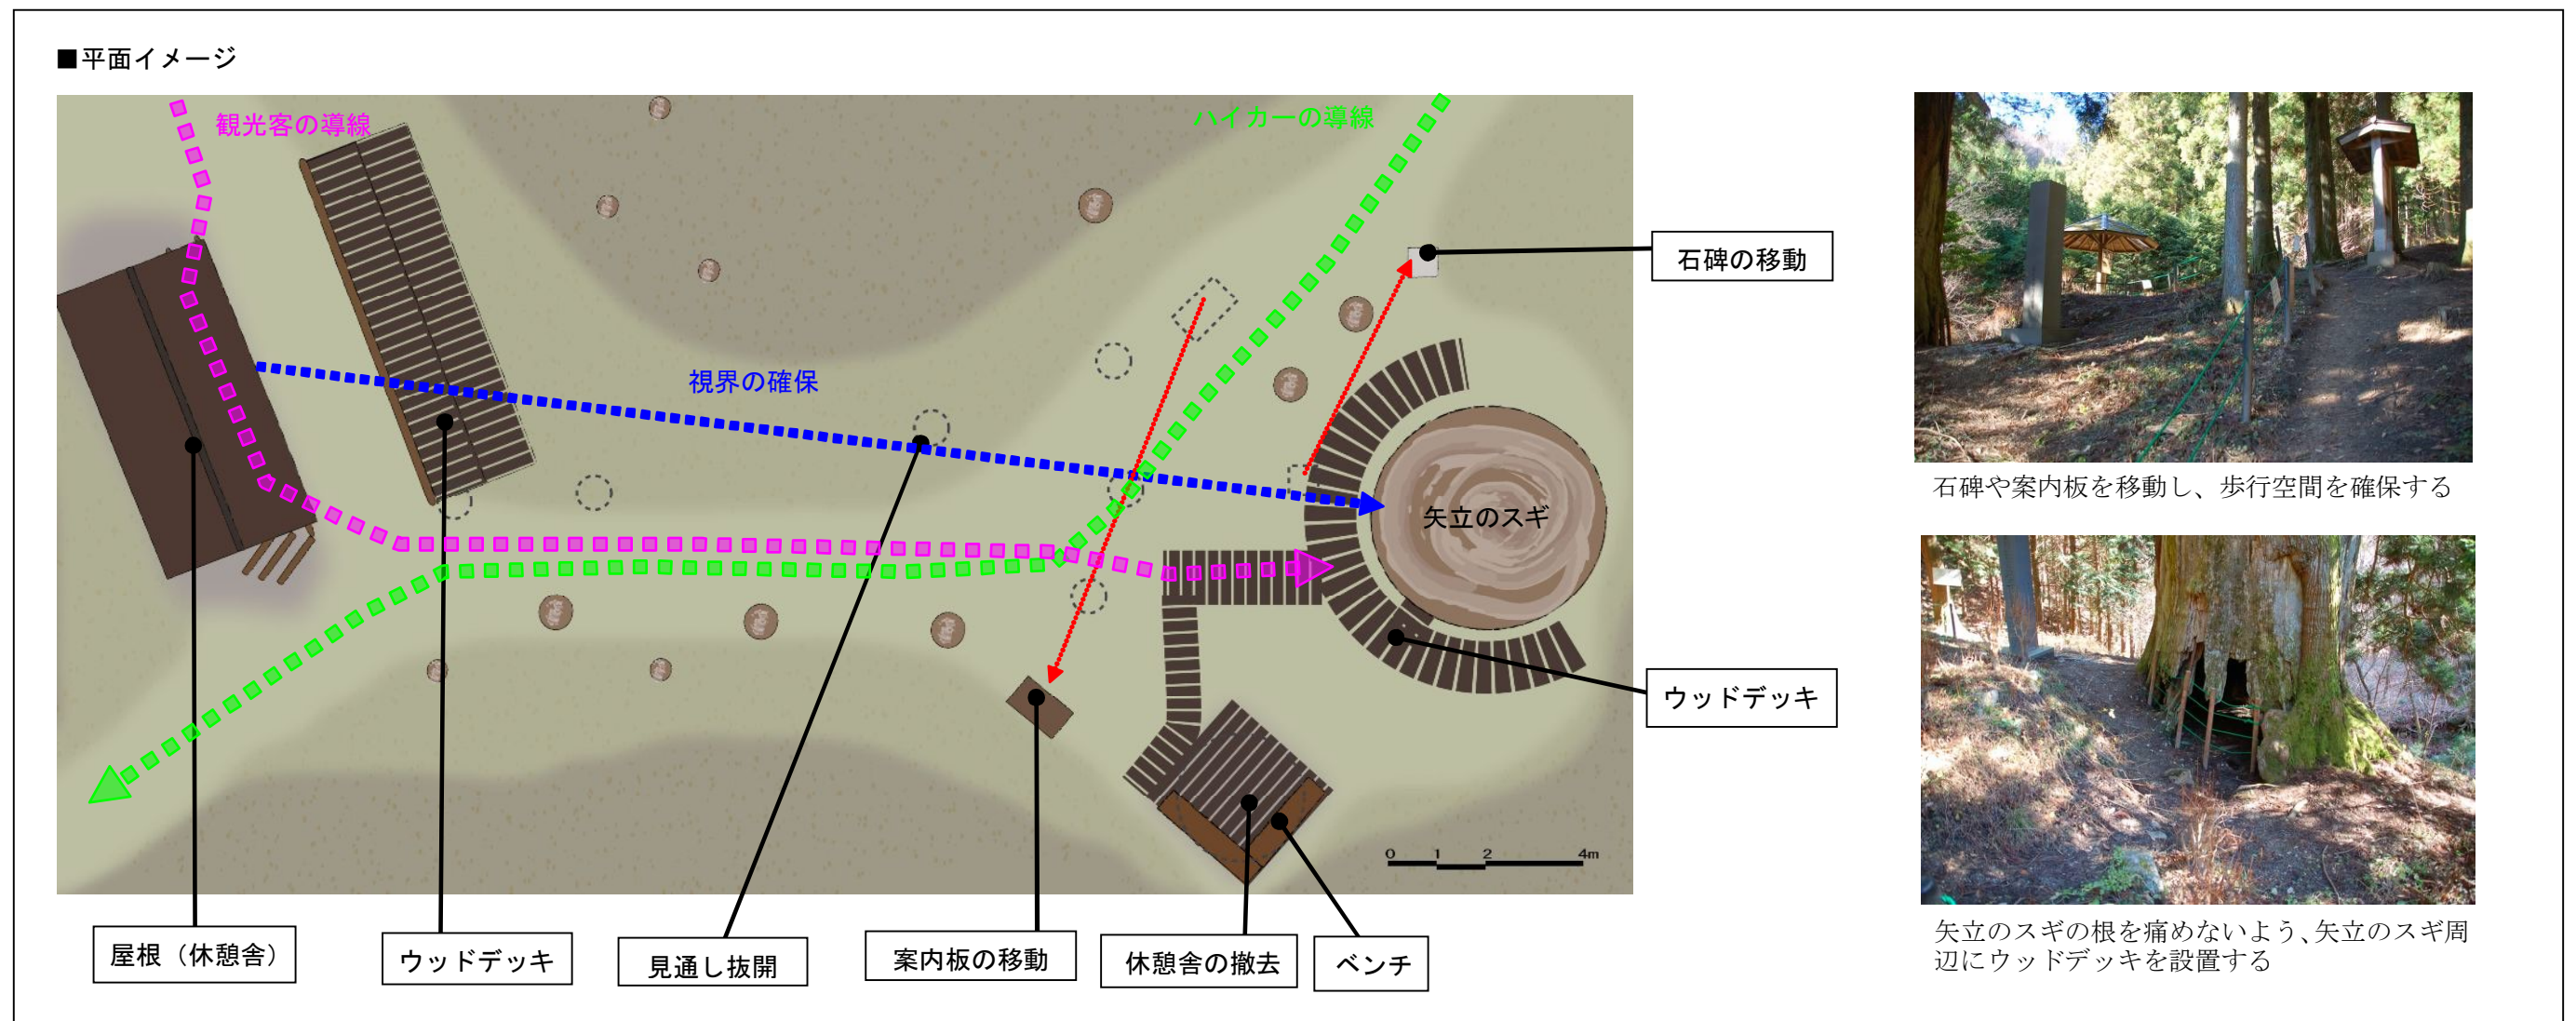 ■平面イメージ
観光客の導線
ハイカーの導線
石碑の移動
視界の確保
矢立のスギ
ウッドデッキ
0 1 2 4m
屋根（休憩舎）
ウッドデッキ
見通し抜開
案内板の移動
休憩舎の撤去
ベンチ
石碑や案内板を移動し、歩行空間を確保する
矢立のスギの根を痛めないよう、矢立のスギ周
辺にウッドデッキを設置する